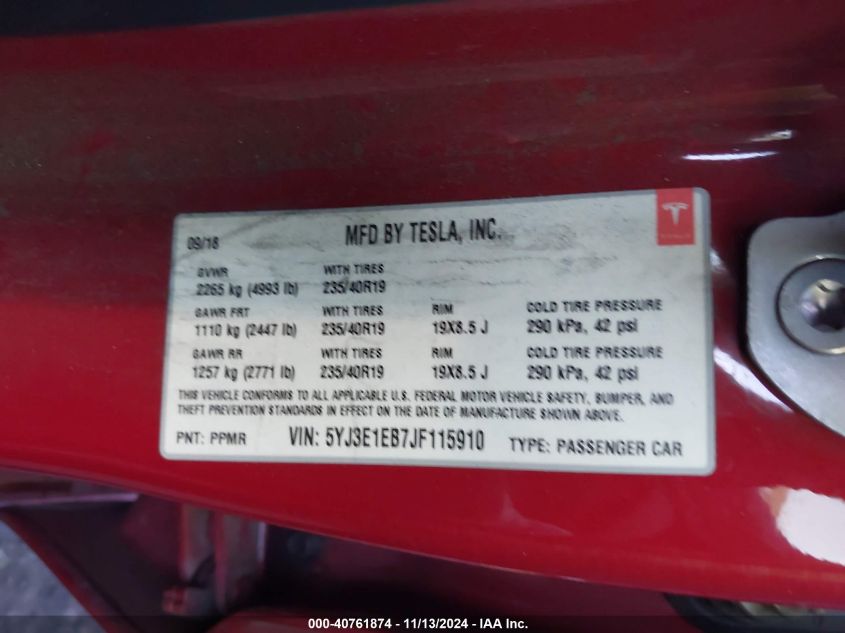 09/18
MFD BY TESLA, INC.
GVWR WITH TIRES
2265 kg (4993 lb) 235/40R19
GAWR FRT WITH TIRES RIM COLD TIRE PRESSURE
1110 kg (2447 lb) 235/40R19 19X8.5 J 290 kPa, 42 psi
GAWR RR WITH TIRES RIM COLD TIRE PRESSURE
1257 kg (2771 lb) 235/40R19 19X8.5 J 290 kPa, 42 psi
THIS VEHICLE CONFORMS TO ALL APPLICABLE U.S. FEDERAL MOTOR VEHICLE SAFETY, BUMPER, AND
THEFT PREVENTION STANDARDS IN EFFECT ON THE DATE OF MANUFACTURE SHOWN ABOVE.
PNT: PPMR VIN: 5YJ3E1EB7JF115910 TYPE: PASSENGER CAR
000-40761874 - 11/13/2024 - IAA Inc.